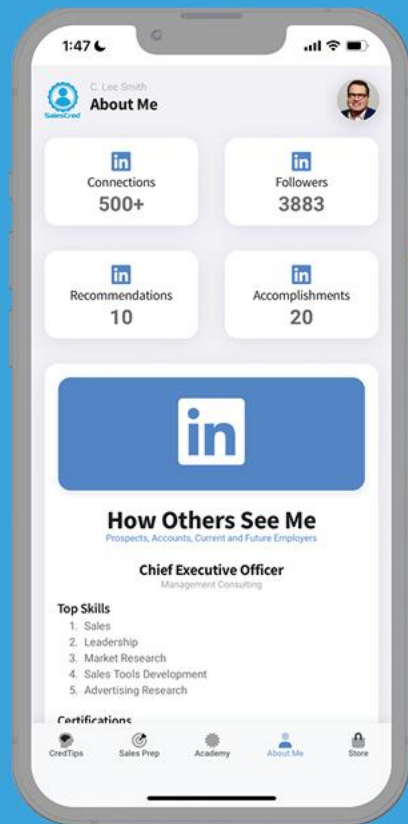 1:47
C. Lee Smith
About Me
SalesCred
in
Connections
500+
in
Followers
3883
in
Recommendations
10
in
Accomplishments
20
in
How Others See Me
Prospects, Accounts, Current and Future Employers
Chief Executive Officer
Management Consulting
Top Skills
1. Sales
2. Leadership
3. Market Research
4. Sales Tools Development
5. Advertising Research
Certifications
CredTips
Sales Prep
Academy
About Me
Store